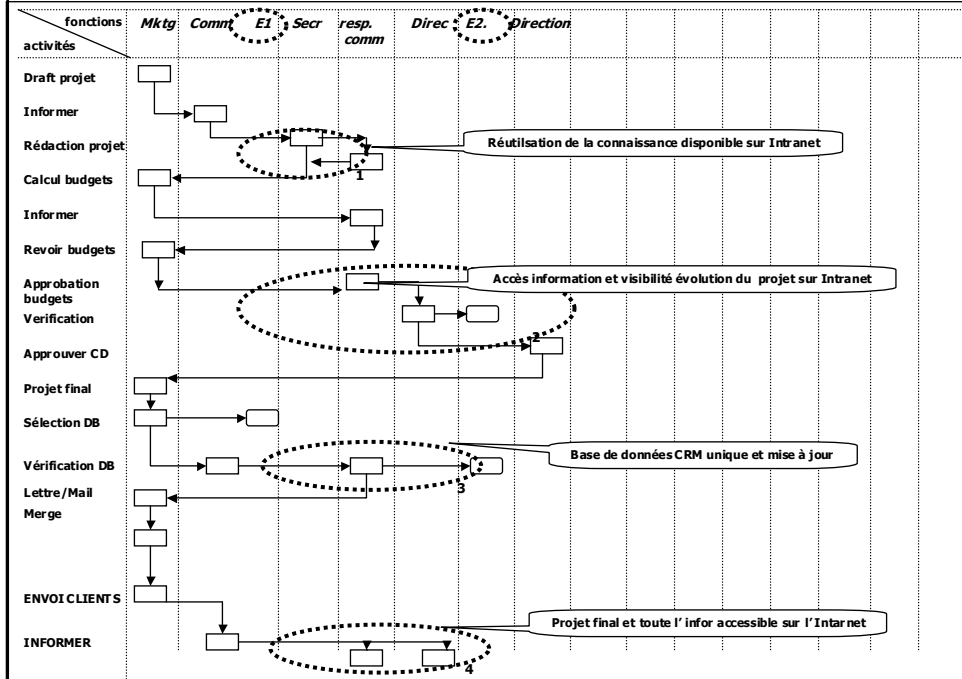 fonctions
activités
Mktg Comm E1 Secr resp. comm Direc E2. Direction
Draft projet
Informer
Rédaction projet
Réutilsation de la connaissance disponible sur Intranet
1
Calcul budgets
Informer
Revoir budgets
Approbation
budgets
Accès information et visibilité évolution du projet sur Intranet
Verification
2
Approuver CD
Projet final
Sélection DB
Vérification DB
Base de données CRM unique et mise à jour
3
Lettre/Mail
Merge
ENVOI CLIENTS
Projet final et toute l' infor accessible sur l' Intarnet
INFORMER
4